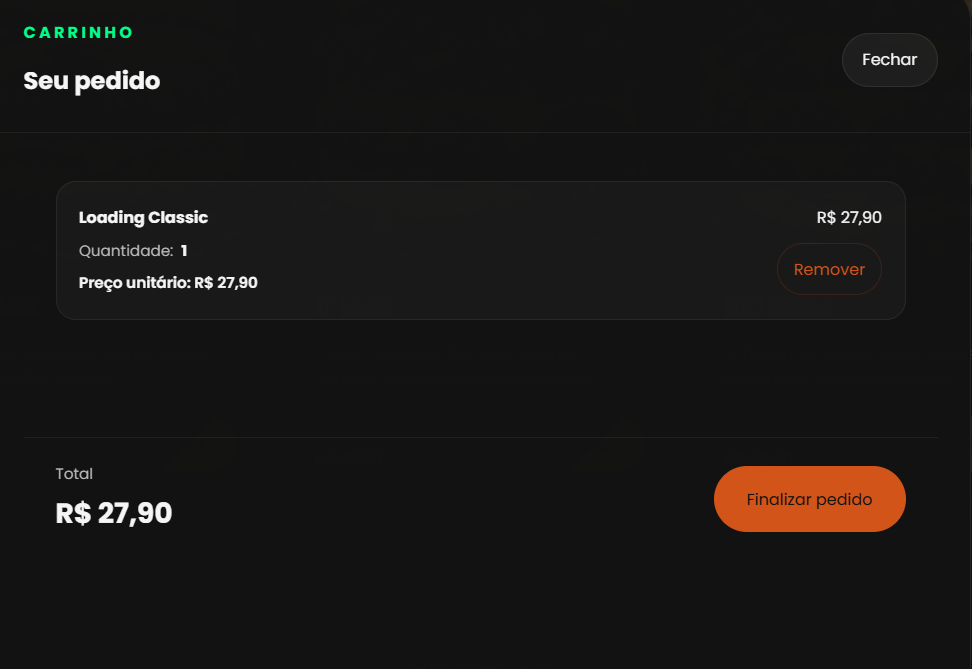 CARRINHO
Seu pedido
Fechar
Loading Classic
R$ 27,90
Quantidade: 1
Remover
Preço unitário: R$ 27,90
Total
R$ 27,90
Finalizar pedido